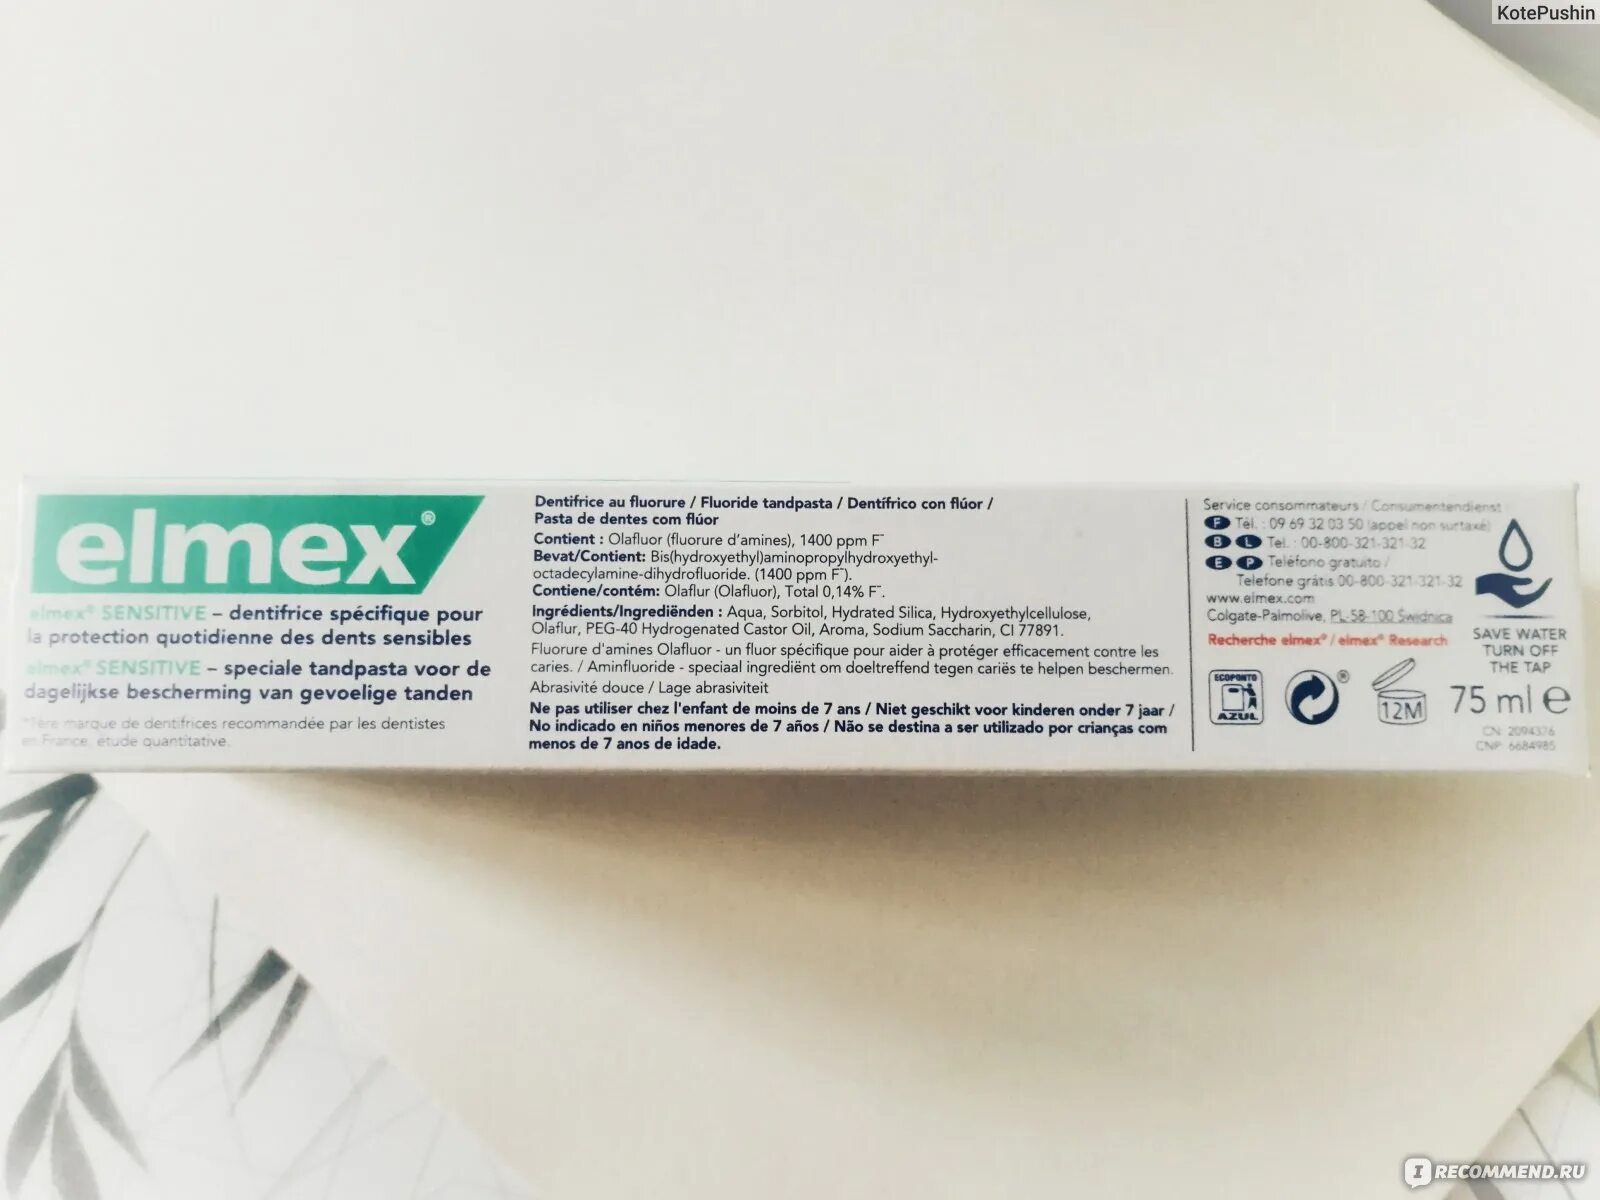 KotePushin
elmex®
elmex® SENSITIVE – dentifrice spécifique pour
la protection quotidienne des dents sensibles
elmex® SENSITIVE – speciale tandpasta voor de
dagelijkse bescherming van gevoelige tanden
*1ère marque de dentifrices recommandée par les dentistes
en France, étude quantitative.
Dentifrice au fluorure / Fluoride tandpasta / Dentífrico con flúor /
Pasta de dentes com flúor
Contient : Olafluor (fluorure d'amines), 1400 ppm F⁻
Bevat/Contient: Bis(hydroxyethyl)aminopropylhydroxyethyl-
octadecylamine-dihydrofluoride. (1400 ppm F⁻).
Contiene/contém: Olaflur (Olafluor), Total 0,14% F⁻.
Ingrédients/Ingrediënden : Aqua, Sorbitol, Hydrated Silica, Hydroxyethylcellulose,
Olaflur, PEG-40 Hydrogenated Castor Oil, Aroma, Sodium Saccharin, CI 77891.
Fluorure d'amines Olafluor - un fluor spécifique pour aider à protéger efficacement contre les
caries. / Aminfluoride - speciaal ingrediënt om doeltreffend tegen cariës te helpen beschermen.
Abrasivité douce / Lage abrasiviteit
Ne pas utiliser chez l'enfant de moins de 7 ans / Niet geschikt voor kinderen onder 7 jaar /
No indicado en niños menores de 7 años / Não se destina a ser utilizado por crianças com
menos de 7 anos de idade.
Service consommateurs / Consumentendienst
F Tél. : 09 69 32 03 50 (appel non surtaxé)
B L Tel. : 00-800-321-321-32
E P Teléfono gratuito /
Telefone grátis 00-800-321-321-32
www.elmex.com
Colgate-Palmolive, PL-58-100 Świdnica
Recherche elmex® / elmex® Research
ECOPONTO
AZUL
®
12M
SAVE WATER
TURN OFF
THE TAP
75 ml ℮
CN: 2094376
CNP: 6684985
IRECOMMEND.RU